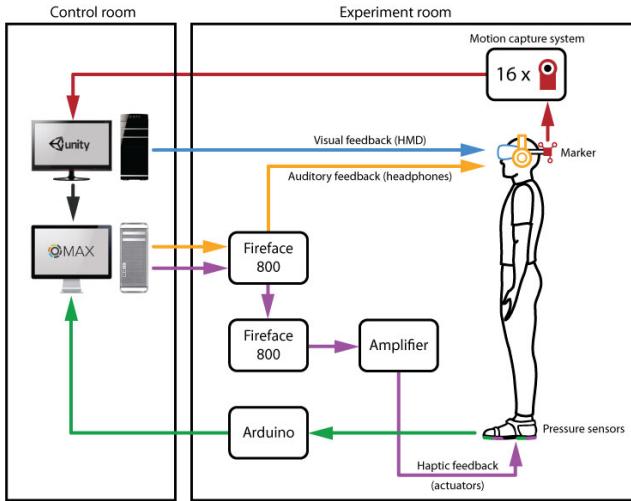 Control room
Experiment room
Motion capture system
16 x
unity
Visual feedback (HMD)
Marker
Auditory feedback (headphones)
MAX
Fireface
800
Fireface
800
Amplifier
Arduino
Pressure sensors
Haptic feedback
(actuators)